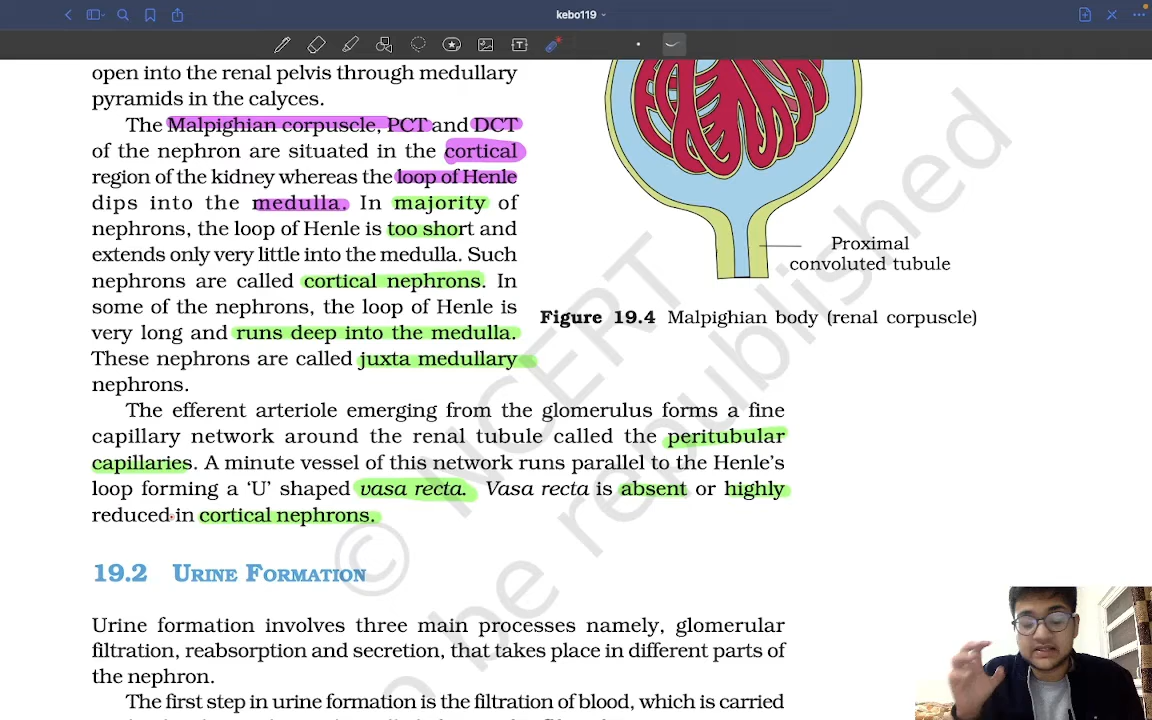 kebo119
open into the renal pelvis through medullary
pyramids in the calyces.
The Malpighian corpuscle, PCT and DCT
of the nephron are situated in the cortical
region of the kidney whereas the loop of Henle
dips into the medulla. In majority of
nephrons, the loop of Henle is too short and
extends only very little into the medulla. Such
nephrons are called cortical nephrons. In
some of the nephrons, the loop of Henle is
very long and runs deep into the medulla.
These nephrons are called juxta medullary
nephrons.
Proximal
convoluted tubule
Figure 19.4 Malpighian body (renal corpuscle)
The efferent arteriole emerging from the glomerulus forms a fine
capillary network around the renal tubule called the peritubular
capillaries. A minute vessel of this network runs parallel to the Henle's
loop forming a ‘U’ shaped vasa recta. Vasa recta is absent or highly
reduced in cortical nephrons.
19.2 URINE FORMATION
Urine formation involves three main processes namely, glomerular
filtration, reabsorption and secretion, that takes place in different parts of
the nephron.
The first step in urine formation is the filtration of blood, which is carried
© NCERT
be republished